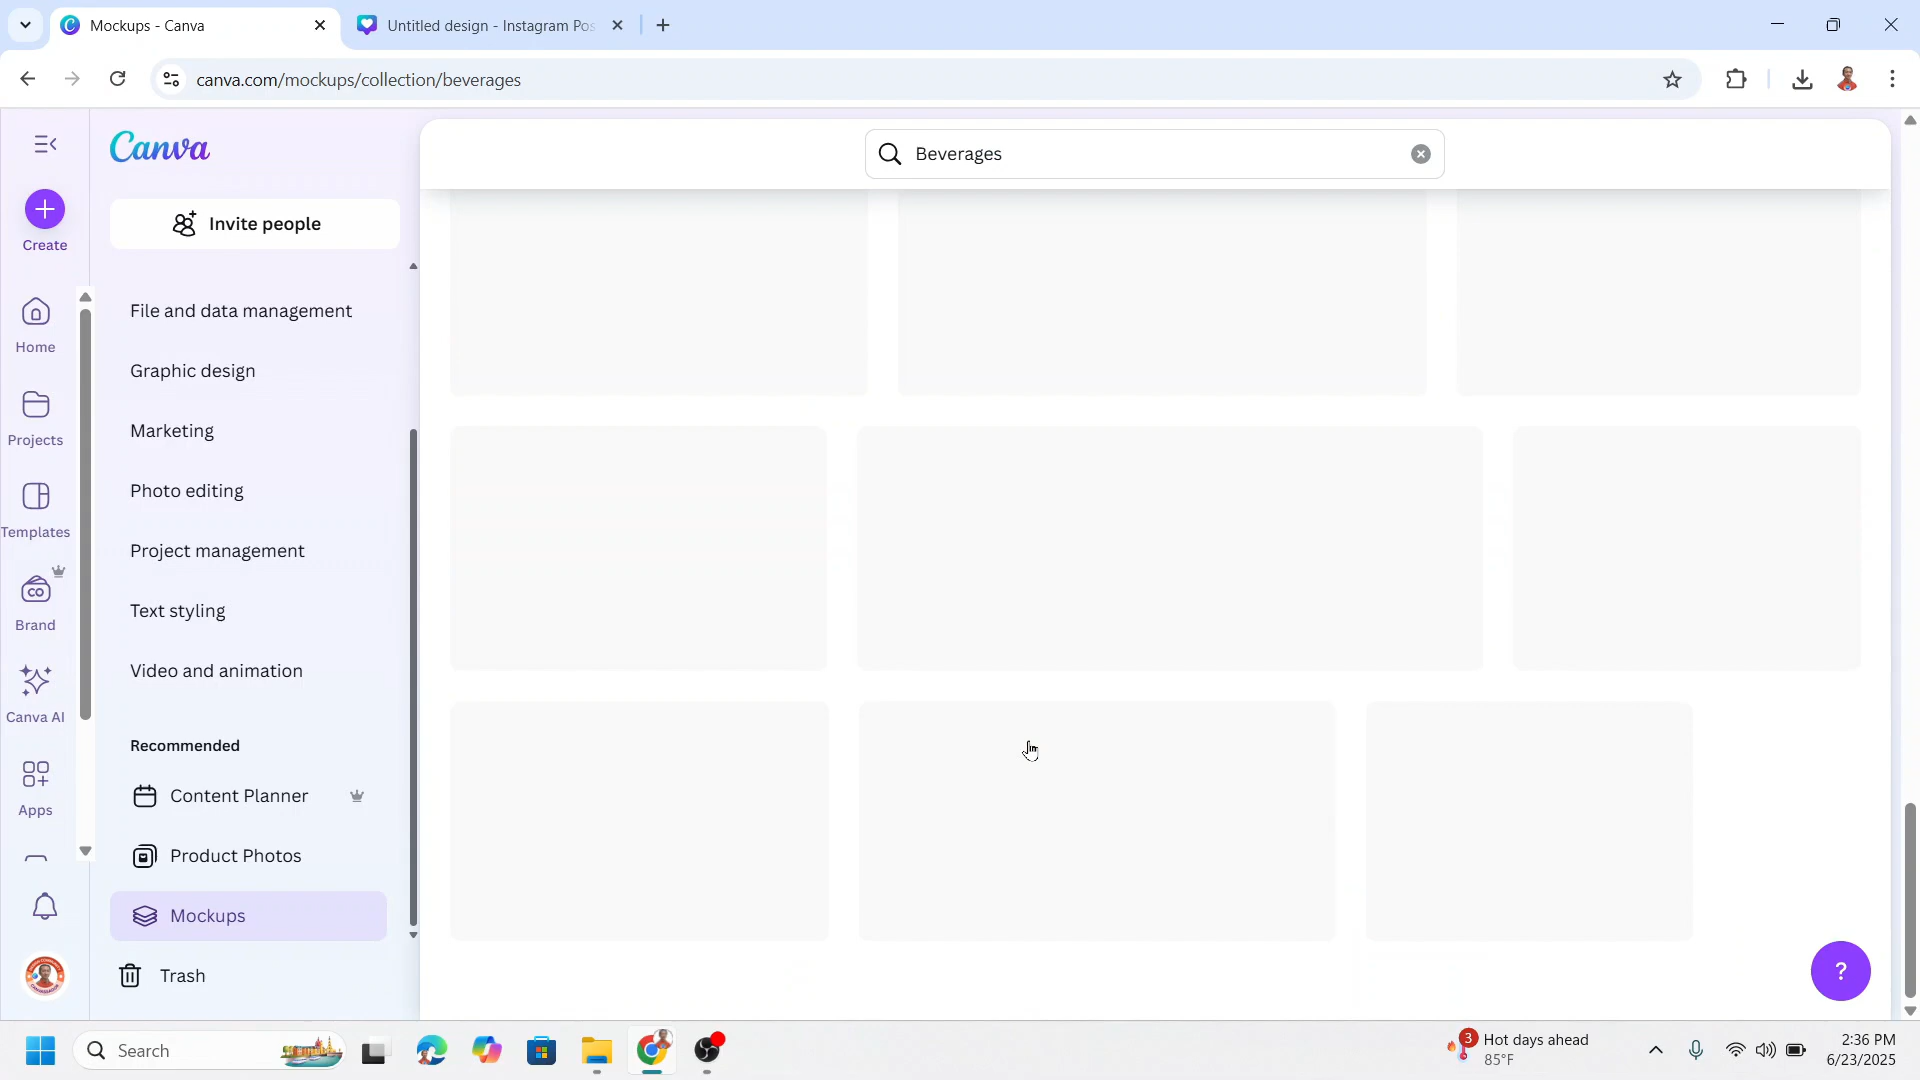 Mockups - Canva
Untitled design - Instagram Pos
canva.com/mockups/collection/beverages
Canva
Beverages
Create
Invite people
File and data management
Home
Graphic design
Projects
Marketing
Photo editing
Templates
Project management
CO
Brand
Text styling
Video and animation
Canva AI
Recommended
Content Planner
Apps
Product Photos
Mockups
Trash
?
Search
3
Hot days ahead
85°F
2:36 PM
6/23/2025